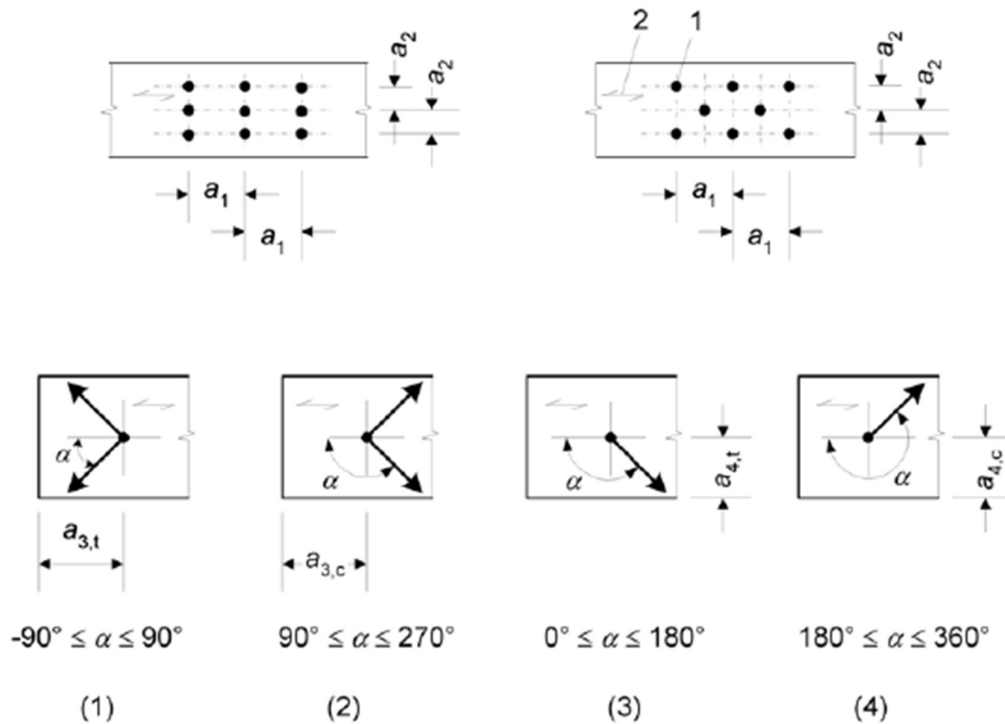 a₂
a₂
a₁
a₁
2 1
a₂
a₂
a₁
a₁
α
a₃,t
α
a₃,c
α
a₄,t
α
a₄,c
-90° ≤ α ≤ 90°
90° ≤ α ≤ 270°
0° ≤ α ≤ 180°
180° ≤ α ≤ 360°
(1)
(2)
(3)
(4)